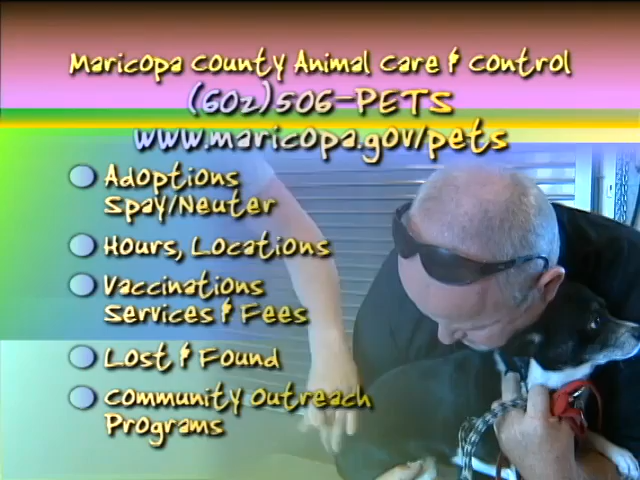 Maricopa County Animal Care & Control
(602)506-PETS
www.maricopa.gov/pets
Adoptions
Spay/Neuter
Hours, Locations
Vaccinations
Services & Fees
Lost & Found
Community Outreach
Programs